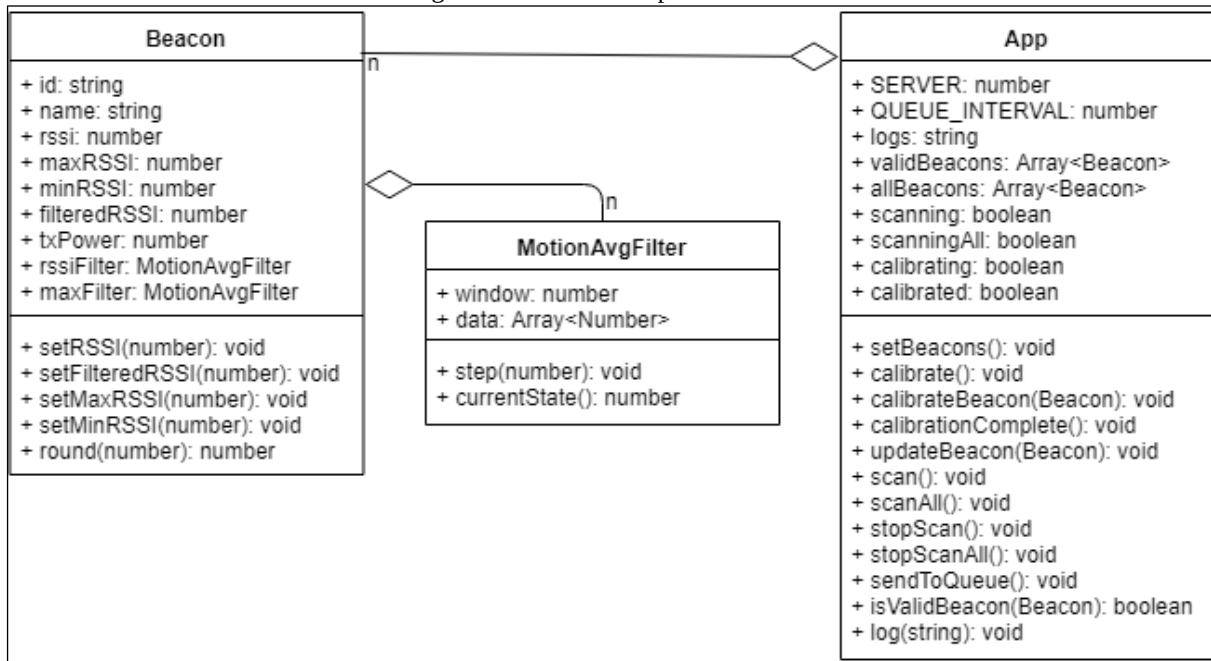 Beacon
+ id: string
+ name: string
+ rssi: number
+ maxRSSI: number
+ minRSSI: number
+ filteredRSSI: number
+ txPower: number
+ rssiFilter: MotionAvgFilter
+ maxFilter: MotionAvgFilter
+ setRSSI(number): void
+ setFilteredRSSI(number): void
+ setMaxRSSI(number): void
+ setMinRSSI(number): void
+ round(number): number
n
n
MotionAvgFilter
+ window: number
+ data: Array<Number>
+ step(number): void
+ currentState(): number
App
+ SERVER: number
+ QUEUE_INTERVAL: number
+ logs: string
+ validBeacons: Array<Beacon>
+ allBeacons: Array<Beacon>
+ scanning: boolean
+ scanningAll: boolean
+ calibrating: boolean
+ calibrated: boolean
+ setBeacons(): void
+ calibrate(): void
+ calibrateBeacon(Beacon): void
+ calibrationComplete(): void
+ updateBeacon(Beacon): void
+ scan(): void
+ scanAll(): void
+ stopScan(): void
+ stopScanAll(): void
+ sendToQueue(): void
+ isValidBeacon(Beacon): boolean
+ log(string): void